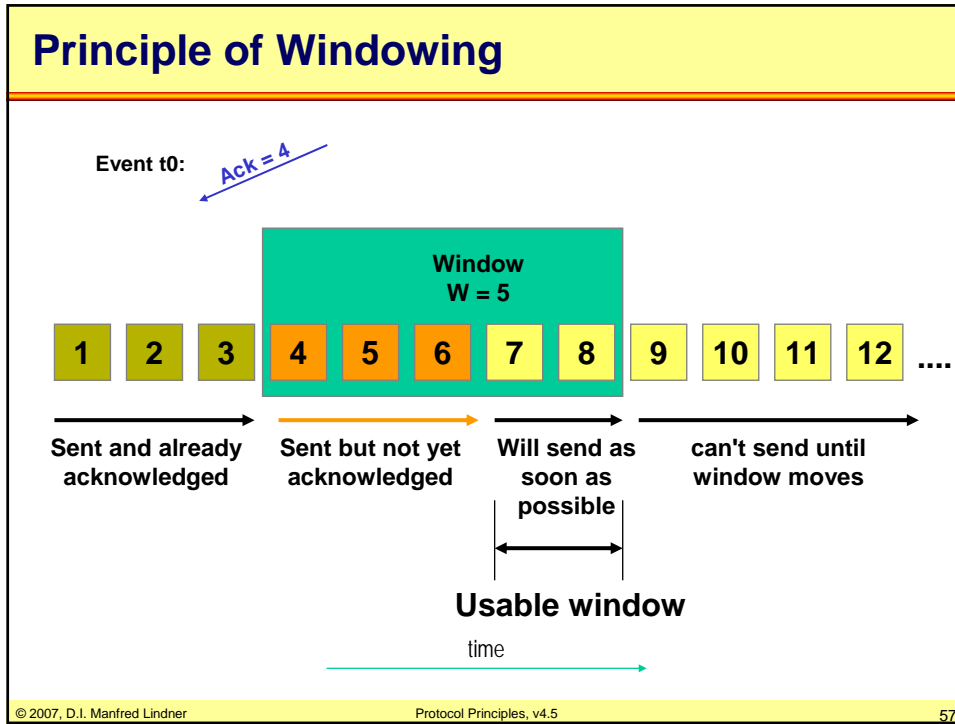 Principle of Windowing
Event t0:
Ack = 4
Window
W = 5
1 2 3 4 5 6 7 8 9 10 11 12 ....
Sent and already
acknowledged
Sent but not yet
acknowledged
Will send as
soon as
possible
can't send until
window moves
Usable window
time
© 2007, D.I. Manfred Lindner
Protocol Principles, v4.5
57